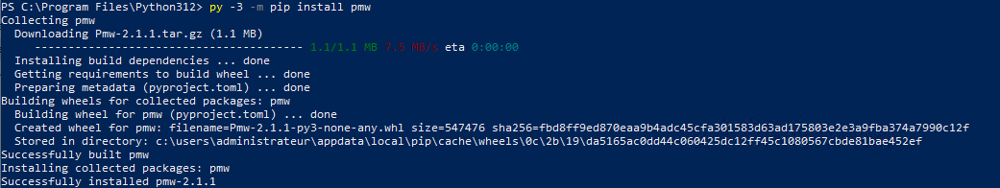 PS C:\Program Files\Python312> py -3 -m pip install pmw
Collecting pmw
  Downloading Pmw-2.1.1.tar.gz (1.1 MB)
     ---------------------------------------- 1.1/1.1 MB 7.5 MB/s eta 0:00:00
  Installing build dependencies ... done
  Getting requirements to build wheel ... done
  Preparing metadata (pyproject.toml) ... done
Building wheels for collected packages: pmw
  Building wheel for pmw (pyproject.toml) ... done
  Created wheel for pmw: filename=Pmw-2.1.1-py3-none-any.whl size=547476 sha256=fbd8ff9ed870eaa9b4adc45cfa301583d63ad175803e2e3a9fba374a7990c12f
  Stored in directory: c:\users\administrateur\appdata\local\pip\cache\wheels\0c\2b\19\da5165ac0dd44c060425dc12ff45c1080567cbde81bae452ef
Successfully built pmw
Installing collected packages: pmw
Successfully installed pmw-2.1.1